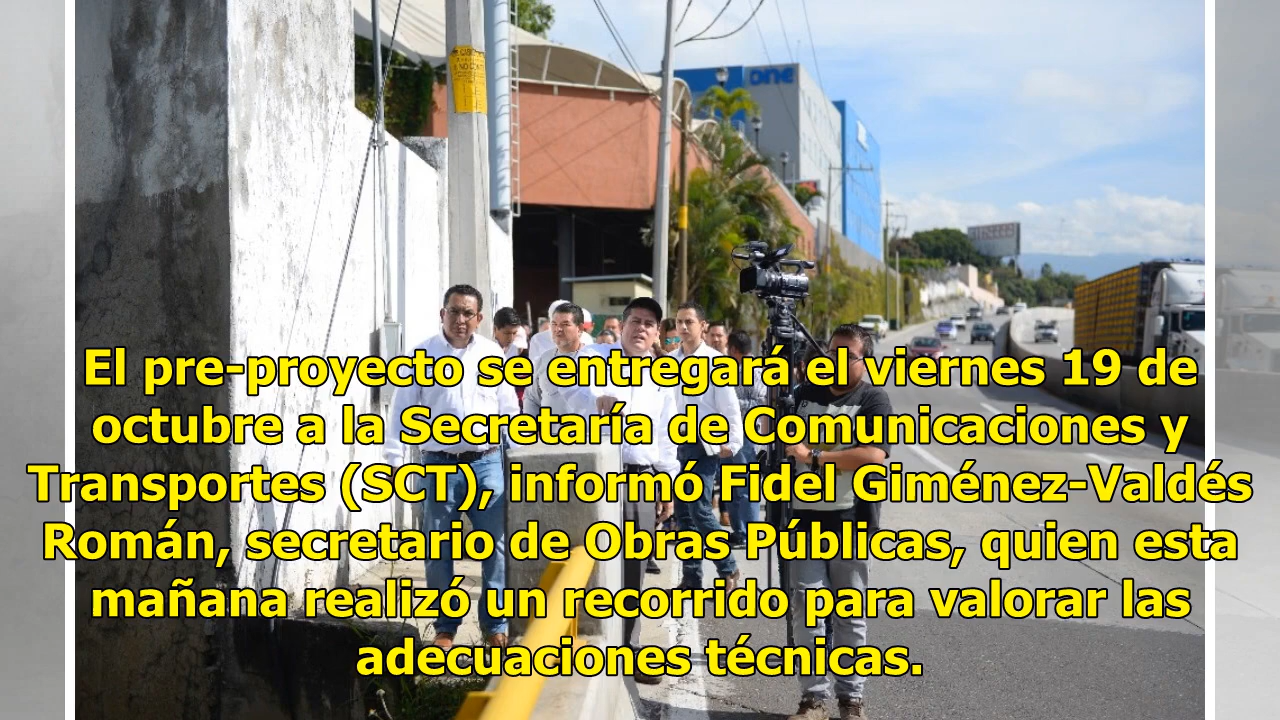 one
El pre-proyecto se entregará el viernes 19 de
octubre a la Secretaría de Comunicaciones y
Transportes (SCT), informó Fidel Giménez-Valdés
Román, secretario de Obras Públicas, quien esta
mañana realizó un recorrido para valorar las
adecuaciones técnicas.